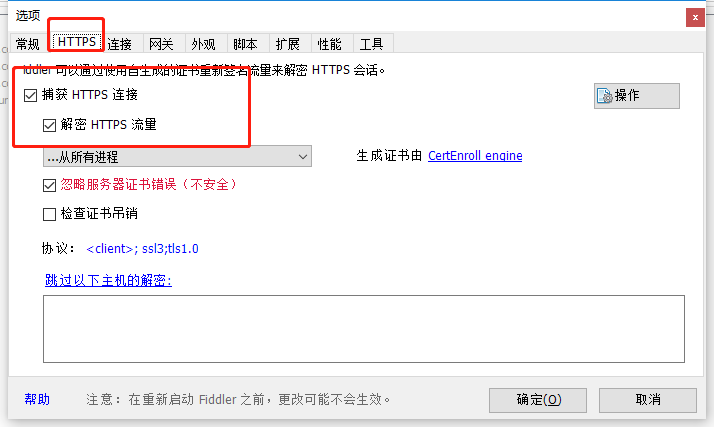 选项
常规 HTTPS 连接 网关 外观 脚本 扩展 性能 工具
iddler 可以通过使用自生成的证书重新签名流量来解密 HTTPS 会话。
捕获 HTTPS 连接
操作
解密 HTTPS 流量
...从所有进程
生成证书由 CertEnroll engine
忽略服务器证书错误（不安全）
检查证书吊销
协议： <client>; ssl3;tls1.0
跳过以下主机的解密:
帮助 注意：在重新启动 Fiddler 之前，更改可能不会生效。 确定(O) 取消